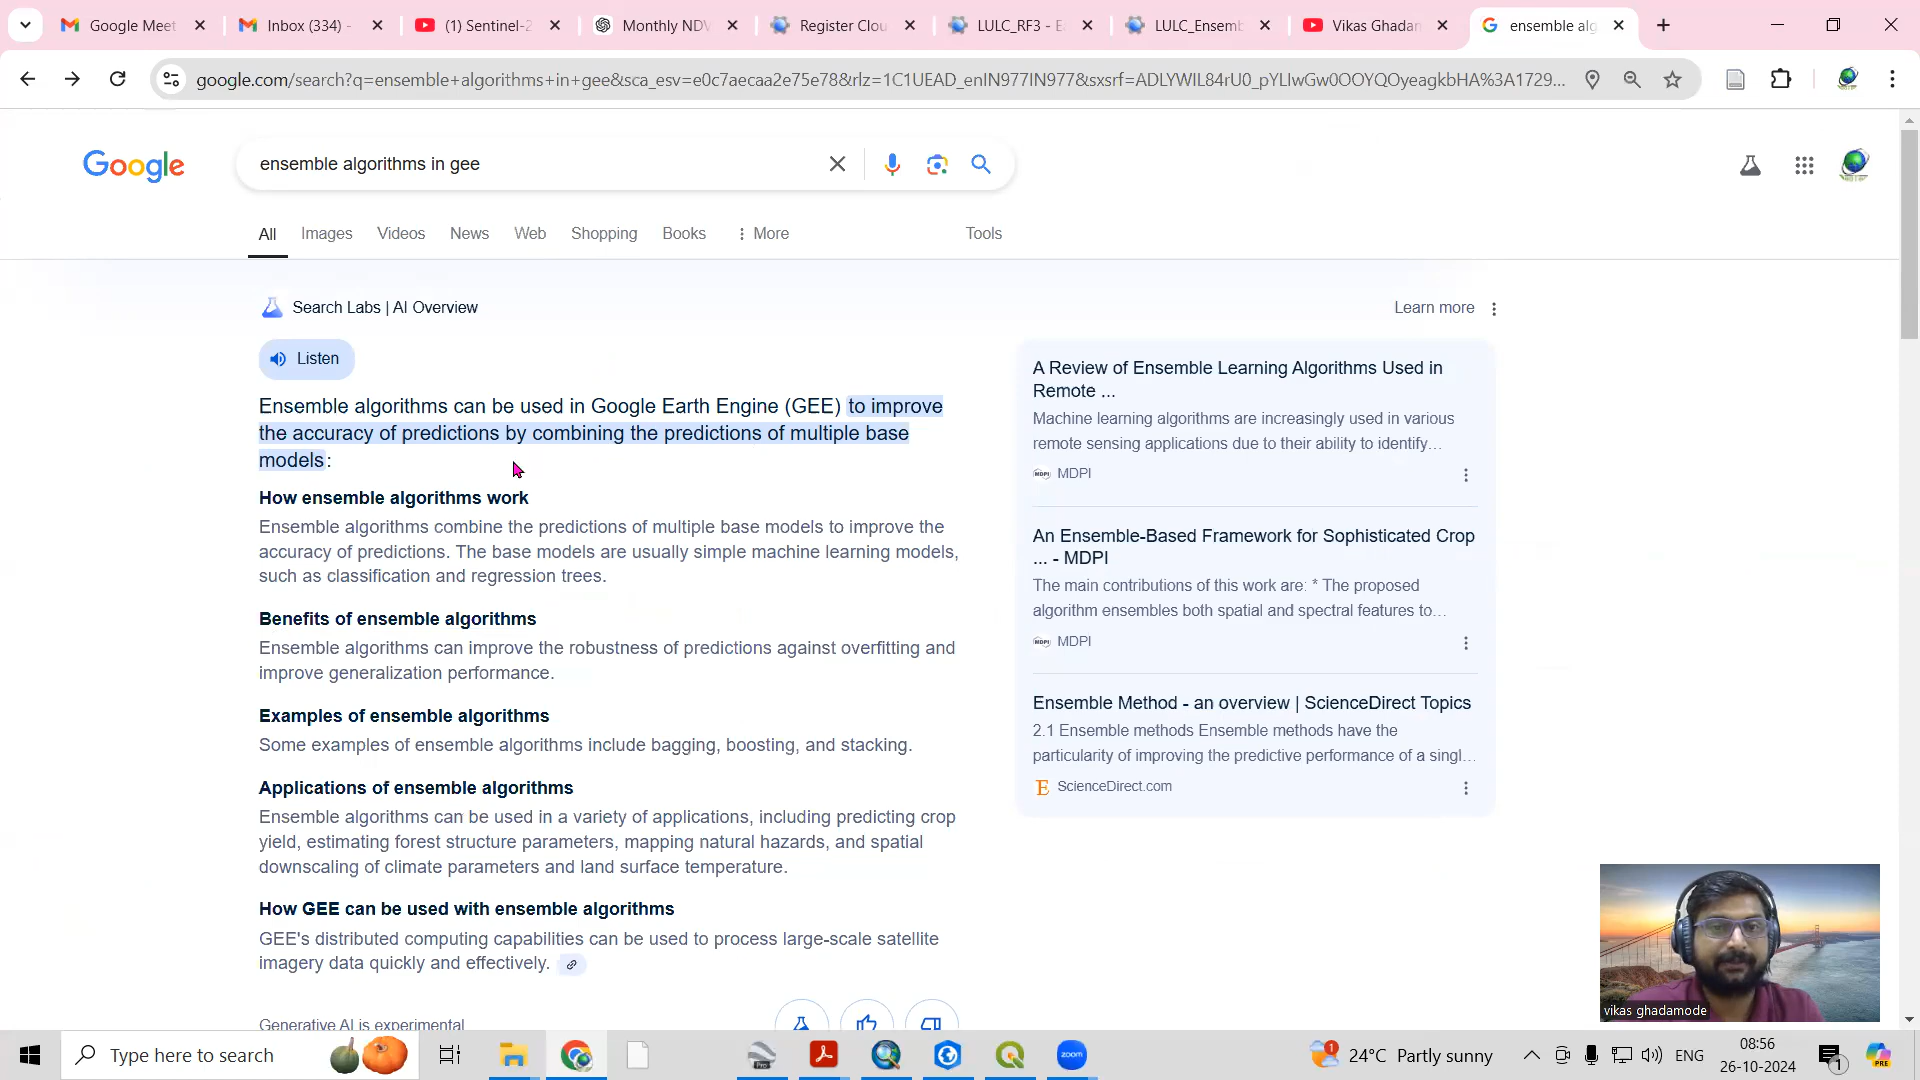 Google Meet
Inbox (334) -
(1) Sentinel-2
Monthly NDV
Register Clou
LULC_RF3 - E
LULC_Ensemb
Vikas Ghadam
ensemble alg
google.com/search?q=ensemble+algorithms+in+gee&sca_esv=e0c7aecaa2e75e78&rlz=1C1UEAD_enIN977IN977&sxsrf=ADLYWIL84rU0_pYLIwGw0OOYQOyeagkbHA%3A1729...
Google
ensemble algorithms in gee
All Images Videos News Web Shopping Books More Tools
Search Labs | AI Overview
Learn more
Listen
Ensemble algorithms can be used in Google Earth Engine (GEE) to improve
the accuracy of predictions by combining the predictions of multiple base
models:
How ensemble algorithms work
Ensemble algorithms combine the predictions of multiple base models to improve the
accuracy of predictions. The base models are usually simple machine learning models,
such as classification and regression trees.
Benefits of ensemble algorithms
Ensemble algorithms can improve the robustness of predictions against overfitting and
improve generalization performance.
Examples of ensemble algorithms
Some examples of ensemble algorithms include bagging, boosting, and stacking.
Applications of ensemble algorithms
Ensemble algorithms can be used in a variety of applications, including predicting crop
yield, estimating forest structure parameters, mapping natural hazards, and spatial
downscaling of climate parameters and land surface temperature.
How GEE can be used with ensemble algorithms
GEE's distributed computing capabilities can be used to process large-scale satellite
imagery data quickly and effectively.
Generative AI is experimental
A Review of Ensemble Learning Algorithms Used in
Remote ...
Machine learning algorithms are increasingly used in various
remote sensing applications due to their ability to identify...
MDPI
MDPI
An Ensemble-Based Framework for Sophisticated Crop
... - MDPI
The main contributions of this work are: * The proposed
algorithm ensembles both spatial and spectral features to...
MDPI
MDPI
Ensemble Method - an overview | ScienceDirect Topics
2.1 Ensemble methods Ensemble methods have the
particularity of improving the predictive performance of a singl...
ScienceDirect.com
vikas ghadamode
Type here to search
Pro
zoom
1
24°C Partly sunny
ENG
08:56
26-10-2024
1
PRE